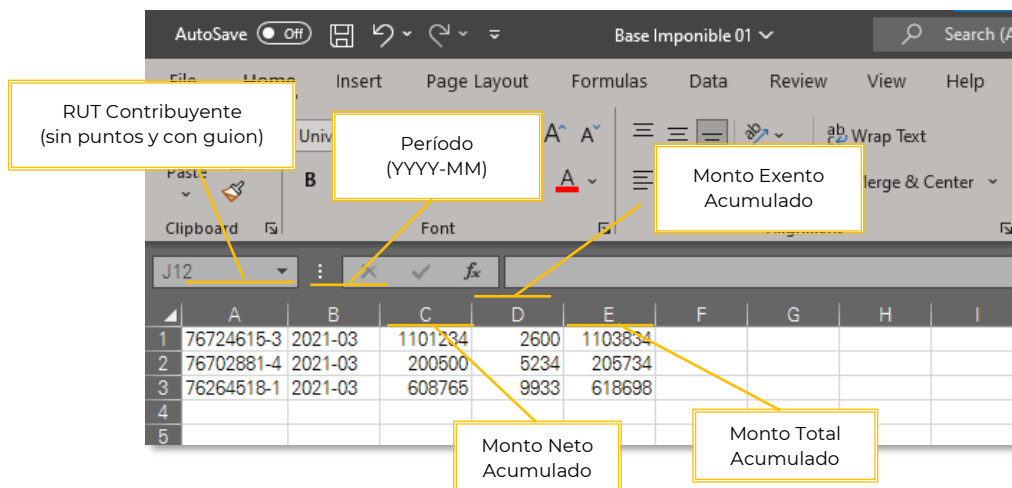 AutoSave Off Base Imponible 01 Search (A
File Home Insert Page Layout Formulas Data Review View Help
RUT Contribuyente
(sin puntos y con guion)
Univ
Período
(YYYY-MM)
A A ab Wrap Text
Monto Exento
Acumulado
Paste B A Merge & Center
Clipboard Font
J12 fx
A B C D E F G H I
1 76724615-3 2021-03 1101234 2600 1103834
2 76702881-4 2021-03 200500 5234 205734
3 76264518-1 2021-03 608765 9933 618698
4
5
Monto Neto
Acumulado
Monto Total
Acumulado